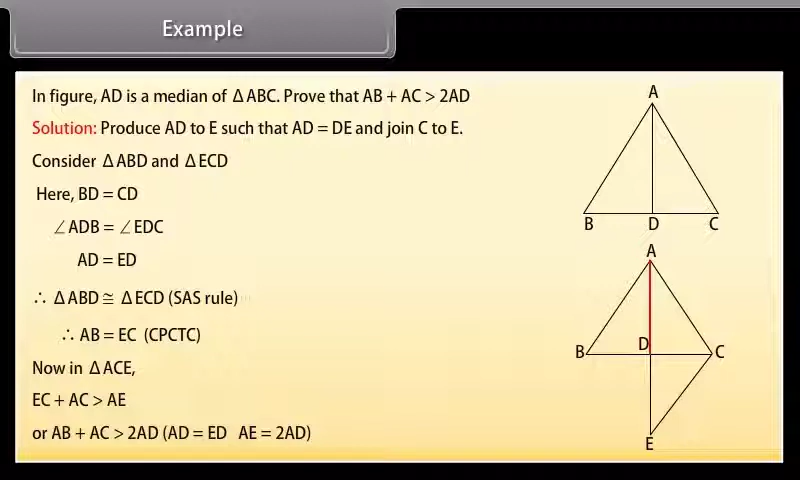 Example
In figure, AD is a median of Δ ABC. Prove that AB + AC > 2AD
Solution: Produce AD to E such that AD = DE and join C to E.
Consider Δ ABD and Δ ECD
Here, BD = CD
∠ ADB = ∠ EDC
AD = ED
∴ Δ ABD ≅ Δ ECD (SAS rule)
∴ AB = EC (CPCTC)
Now in Δ ACE,
EC + AC > AE
or AB + AC > 2AD (AD = ED AE = 2AD)
A
B D C
A
B D C
E